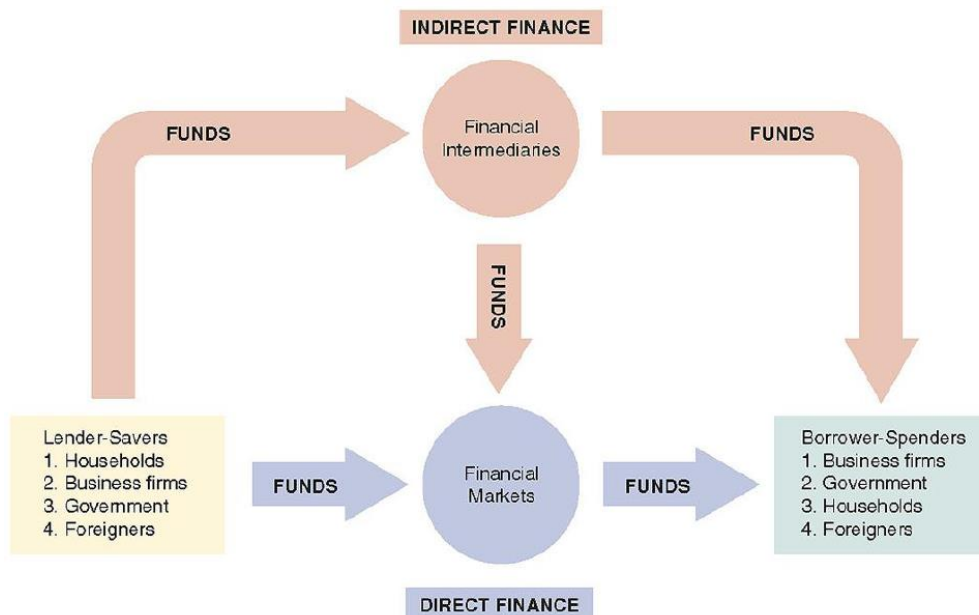 INDIRECT FINANCE
FUNDS
Financial
Intermediaries
FUNDS
FUNDS
Lender-Savers
1. Households
2. Business firms
3. Government
4. Foreigners
FUNDS
Financial
Markets
FUNDS
Borrower-Spenders
1. Business firms
2. Government
3. Households
4. Foreigners
DIRECT FINANCE